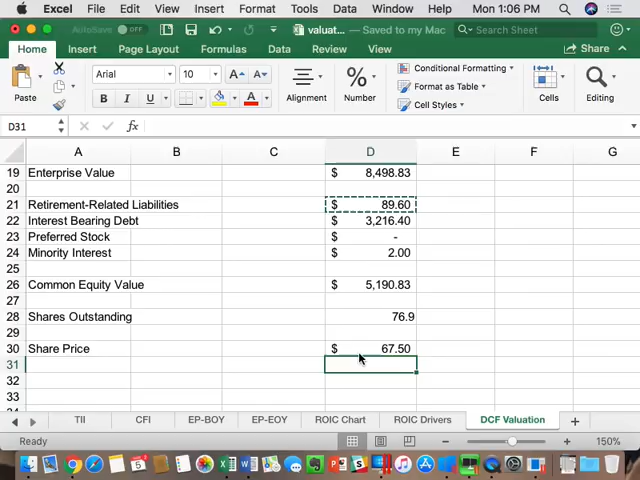 Excel File Edit View Insert Format Tools Data Window Help Mon 1:06 PM
AutoSave OFF valuat... — Saved to my Mac Search Sheet
Home Insert Page Layout Formulas Data Review View Share
Paste Arial 10 A A Alignment % Number Conditional Formatting Format as Table Cell Styles Cells Editing
B I U A
D31 fx
A B C D E F G
19 Enterprise Value $ 8,498.83
20
21 Retirement-Related Liabilities $ 89.60
22 Interest Bearing Debt $ 3,216.40
23 Preferred Stock $ -
24 Minority Interest $ 2.00
25
26 Common Equity Value $ 5,190.83
27
28 Shares Outstanding 76.9
29
30 Share Price $ 67.50
31
32
33
TII CFI EP-BOY EP-EOY ROIC Chart ROIC Drivers DCF Valuation +
Ready 150%